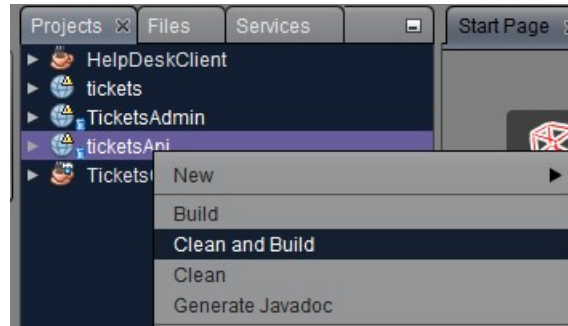 Projects Files Services Start Page
HelpDeskClient
tickets
TicketsAdmin
ticketsApi
New
Build
Clean and Build
Clean
Generate Javadoc